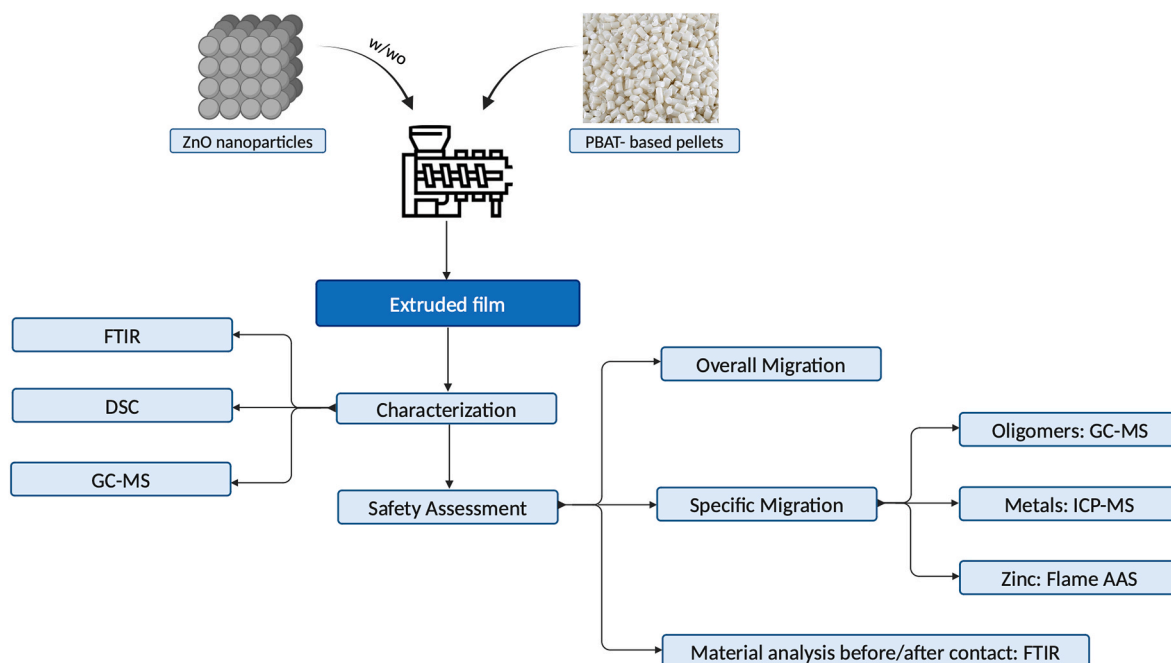 w/wo
ZnO nanoparticles
PBAT- based pellets
Extruded film
FTIR
DSC
GC-MS
Characterization
Safety Assessment
Overall Migration
Specific Migration
Oligomers: GC-MS
Metals: ICP-MS
Zinc: Flame AAS
Material analysis before/after contact: FTIR